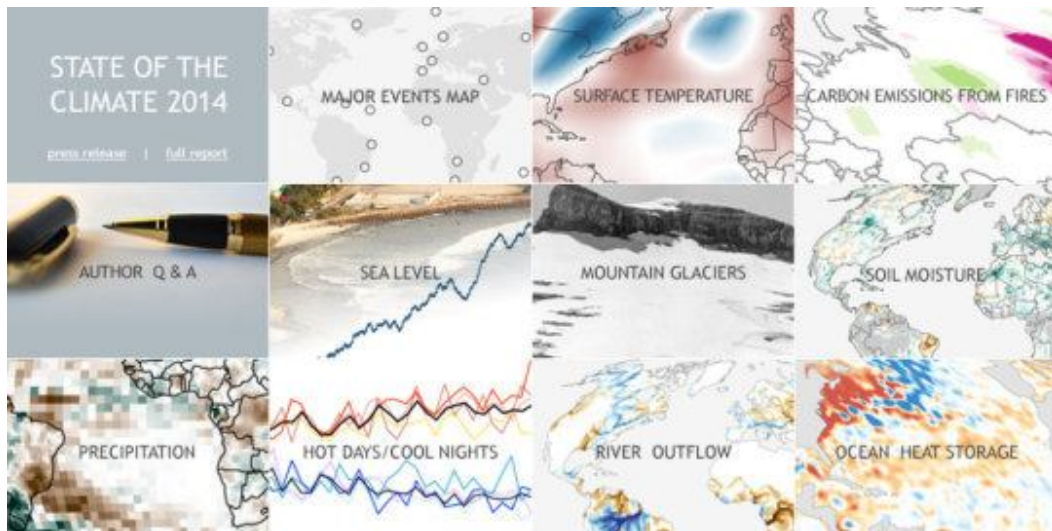 STATE OF THE
CLIMATE 2014
press release | full report
MAJOR EVENTS MAP
SURFACE TEMPERATURE
CARBON EMISSIONS FROM FIRES
AUTHOR Q & A
SEA LEVEL
MOUNTAIN GLACIERS
SOIL MOISTURE
PRECIPITATION
HOT DAYS/COOL NIGHTS
RIVER OUTFLOW
OCEAN HEAT STORAGE